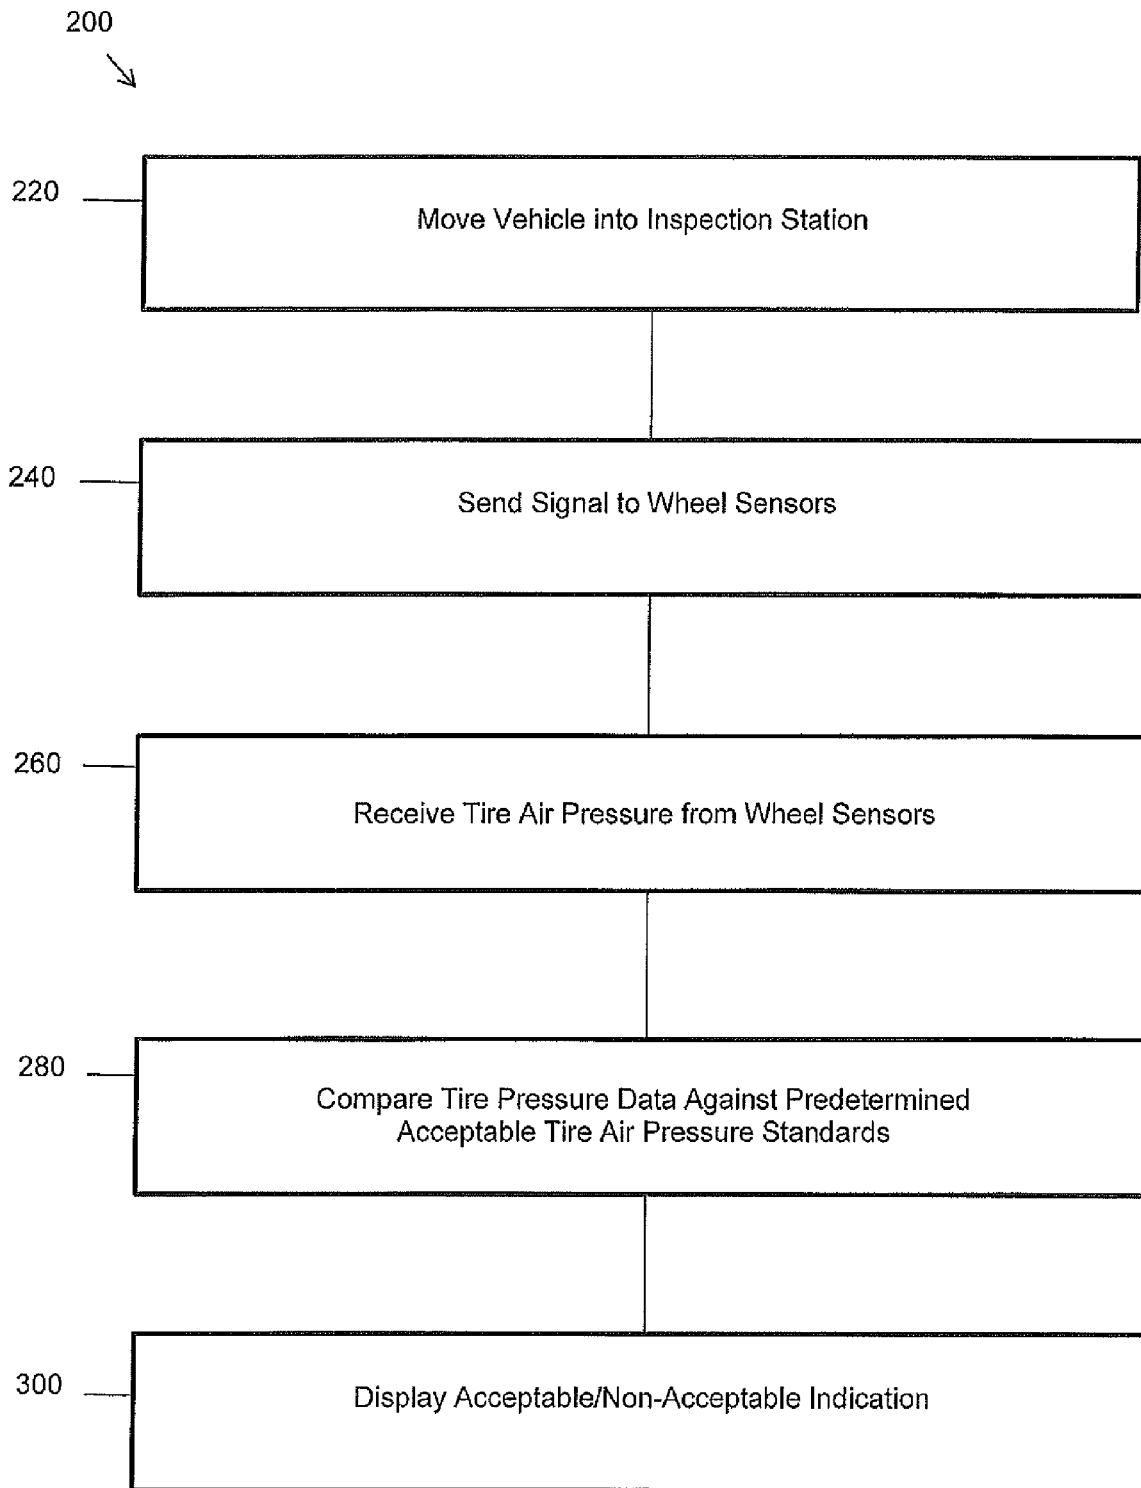 200
220
Move Vehicle into Inspection Station
240
Send Signal to Wheel Sensors
260
Receive Tire Air Pressure from Wheel Sensors
280
Compare Tire Pressure Data Against Predetermined
Acceptable Tire Air Pressure Standards
300
Display Acceptable/Non-Acceptable Indication